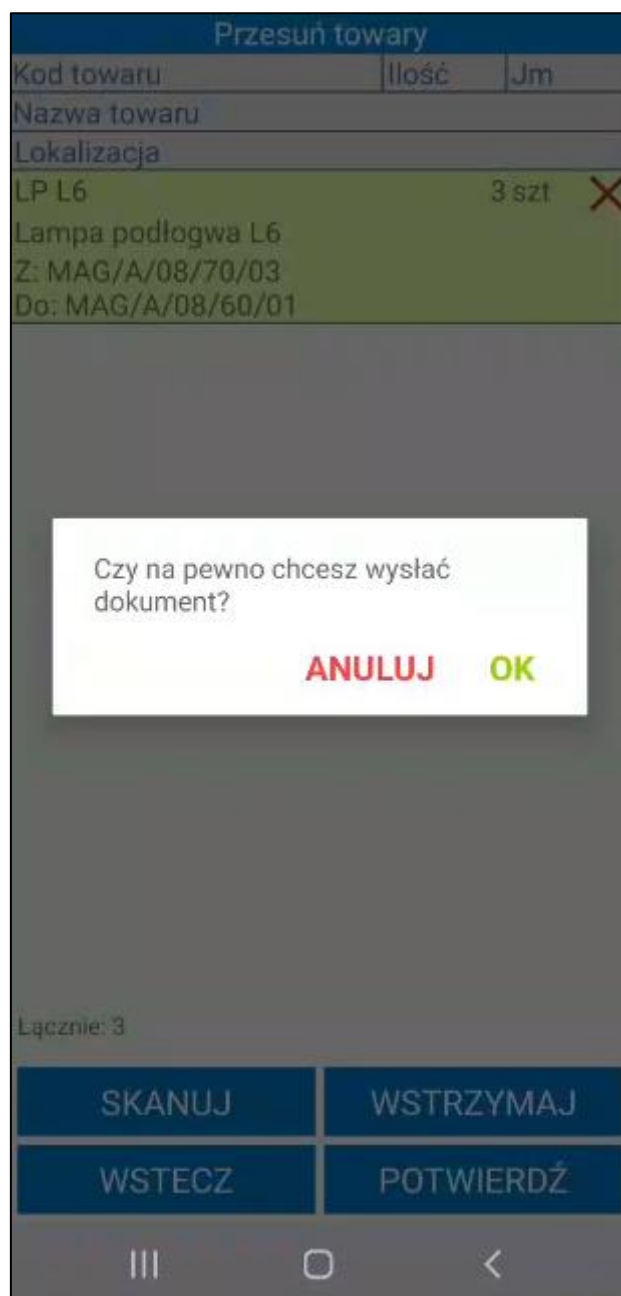 Przesuń towary
Kod towaru Ilość Jm
Nazwa towaru
Lokalizacja
LP L6 3 szt
Lampa podłogwa L6
Z: MAG/A/08/70/03
Do: MAG/A/08/60/01
Czy na pewno chcesz wysłać
dokument?
ANULUJ OK
Łącznie: 3
SKANUJ WSTRZYMAJ
WSTECZ POTWIERDŹ